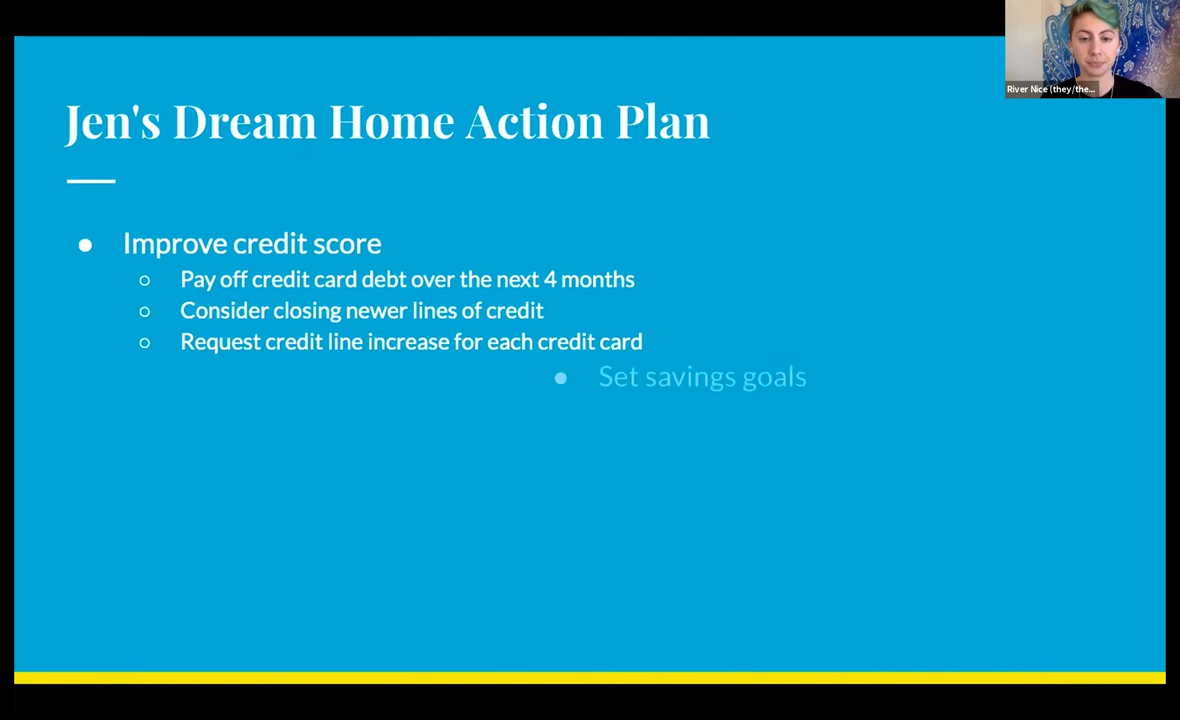 River Nice (they/the...
Jen's Dream Home Action Plan
● Improve credit score
○ Pay off credit card debt over the next 4 months
○ Consider closing newer lines of credit
○ Request credit line increase for each credit card
● Set savings goals